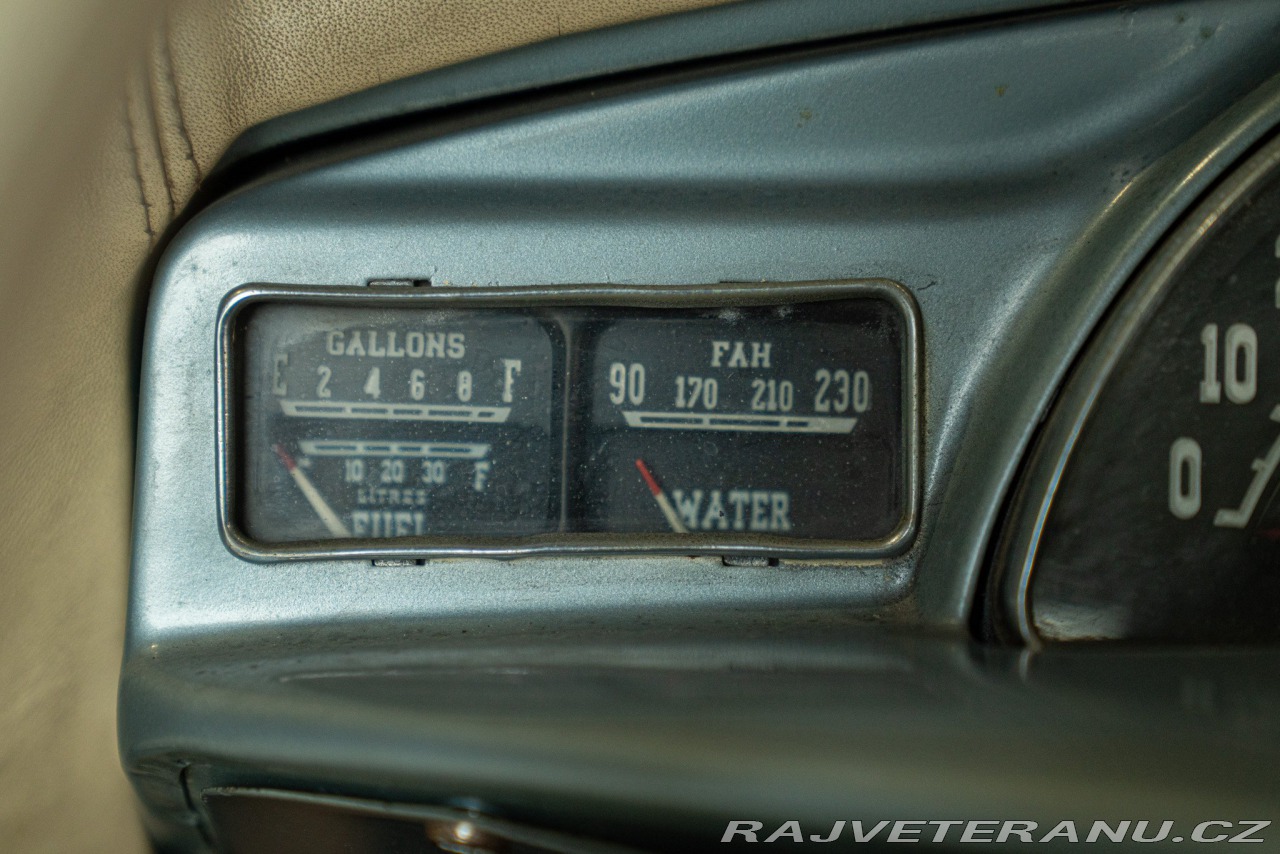 GALLONS
E 2 4 6 8 F
10 20 30 F
LITRES
FUEL
FAH
90 170 210 230
WATER
10
0
RAJVETERANU.CZ